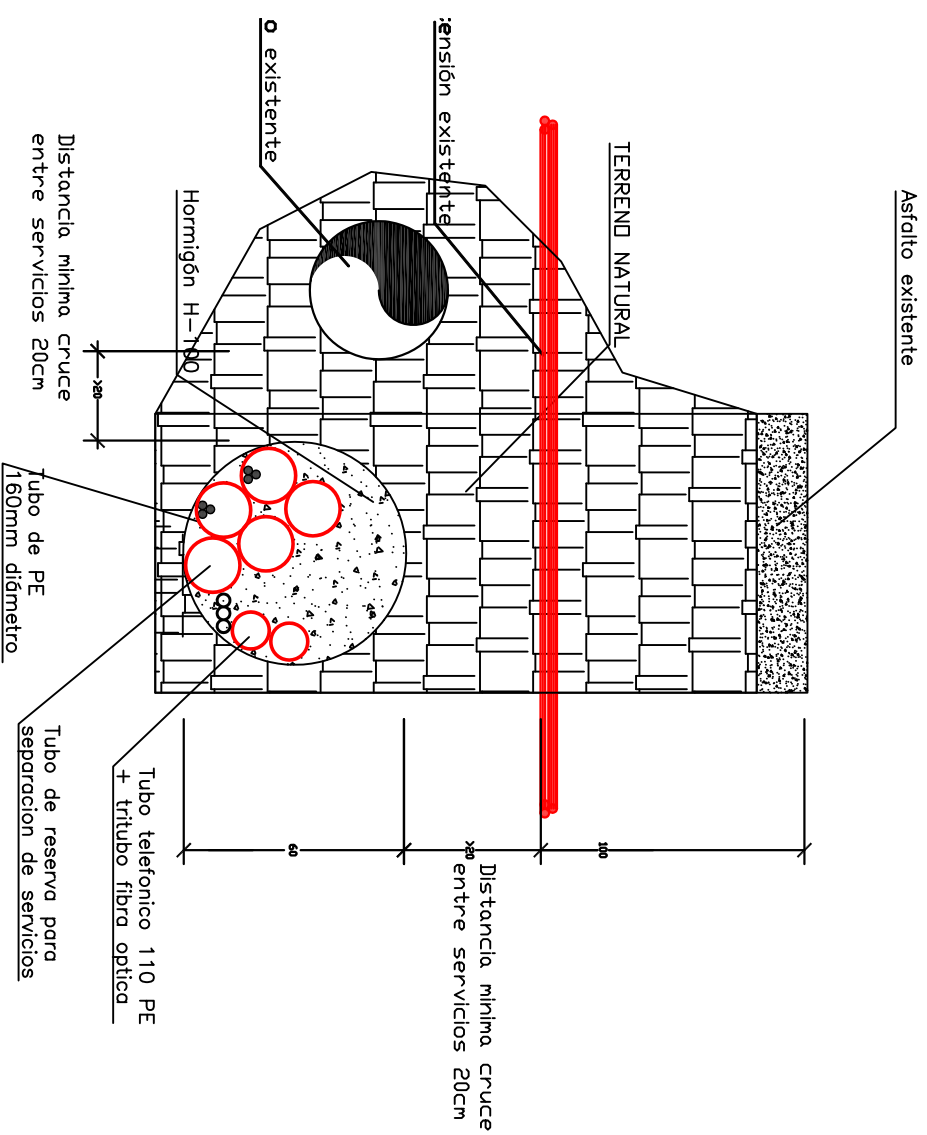 Asfalto existente
TERRENO NATURAL
ensión existente
o existente
Distancia minima cruce
entre servicios 20cm
Hormigón H-100
>20
100
>20
60
Distancia minima cruce
entre servicios 20cm
Tubo telefonico 110 PE
+ tritubo fibra optica
Tubo de reserva para
separacion de servicios
Tubo de PE
160mm diámetro